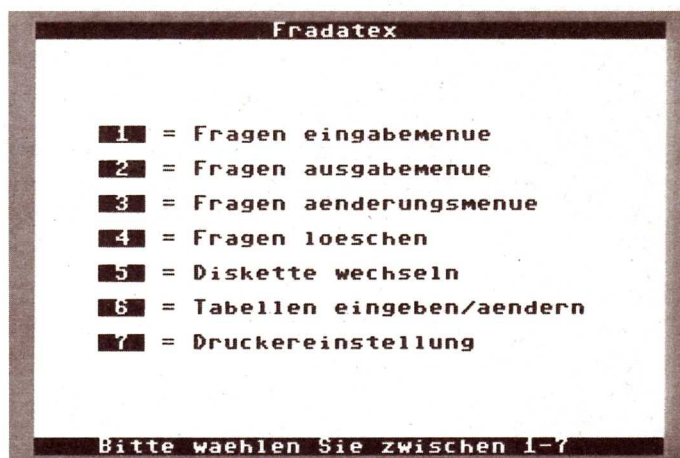 Fradatex
1 = Fragen eingabemenue
2 = Fragen ausgabemenue
3 = Fragen aenderungsmenue
4 = Fragen loeschen
5 = Diskette wechseln
6 = Tabellen eingeben/aendern
7 = Druckereinstellung
Bitte waehlen Sie zwischen 1-7